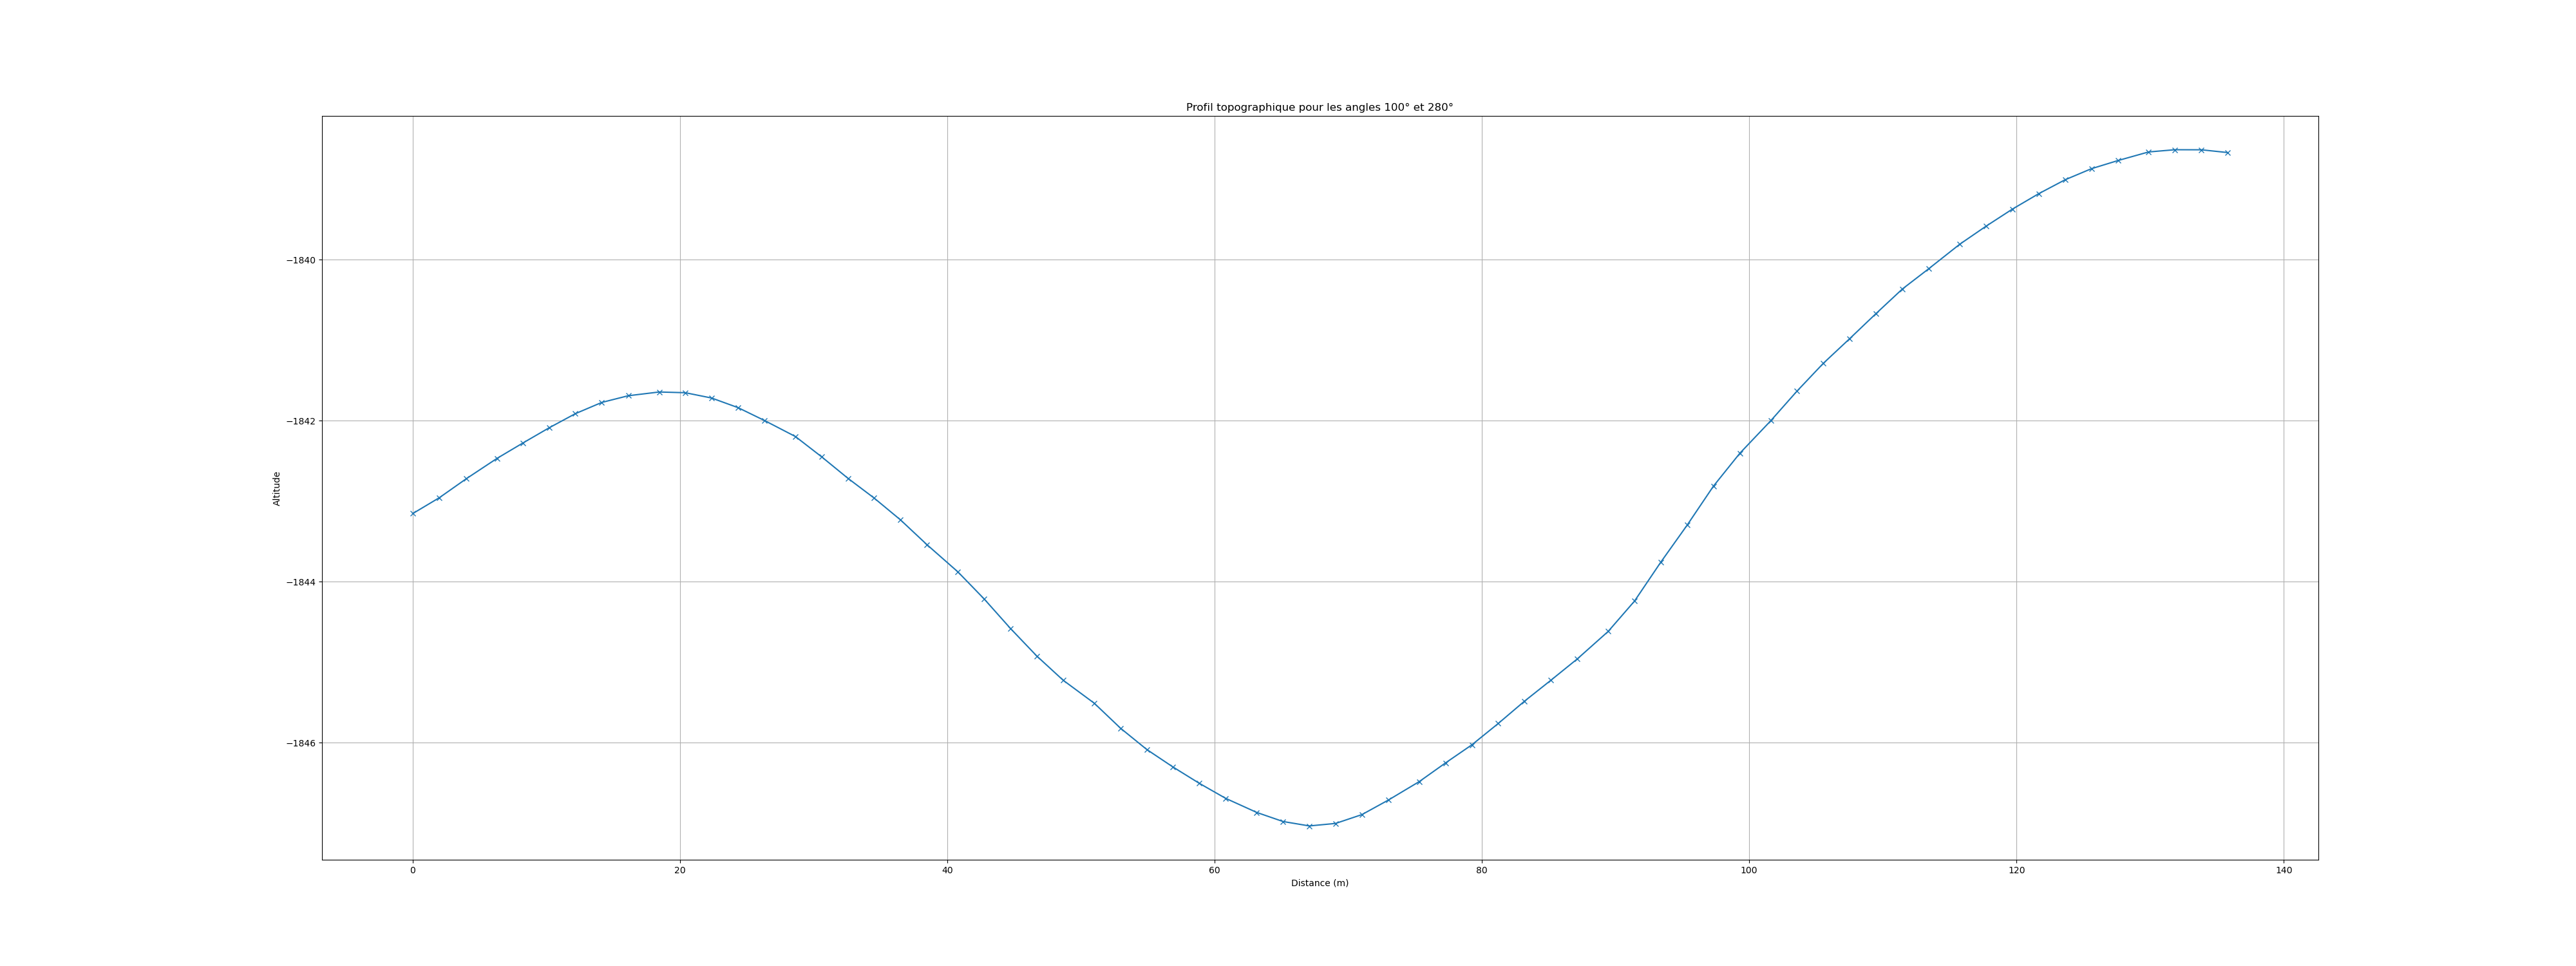 Profil topographique pour les angles 100° et 280°
−1840
−1842
Altitude
−1844
−1846
0 20 40 60 80 100 120 140
Distance (m)